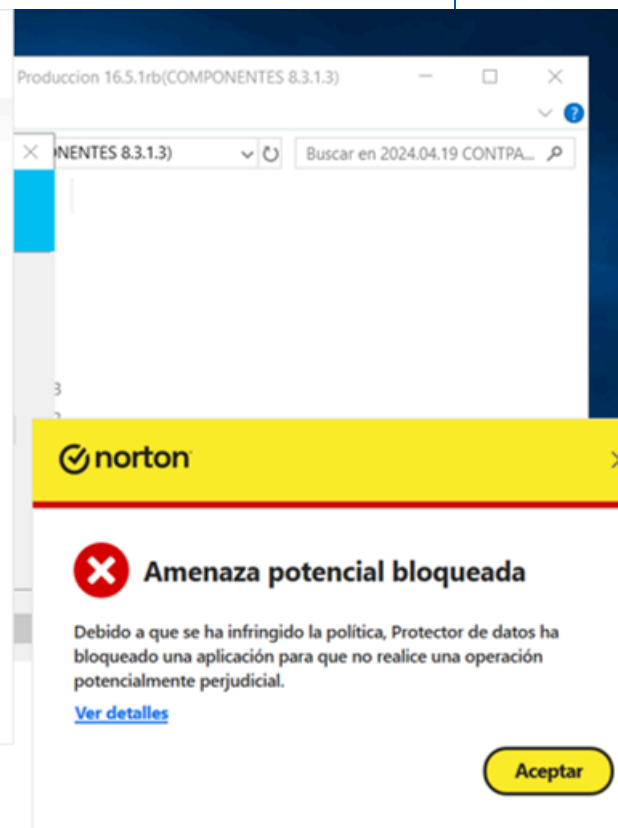 Produccion 16.5.1rb(COMPONENTES 8.3.1.3)
NENTES 8.3.1.3)
Buscar en 2024.04.19 CONTPA...
3
norton
Amenaza potencial bloqueada
Debido a que se ha infringido la política, Protector de datos ha
bloqueado una aplicación para que no realice una operación
potencialmente perjudicial.
Ver detalles
Aceptar